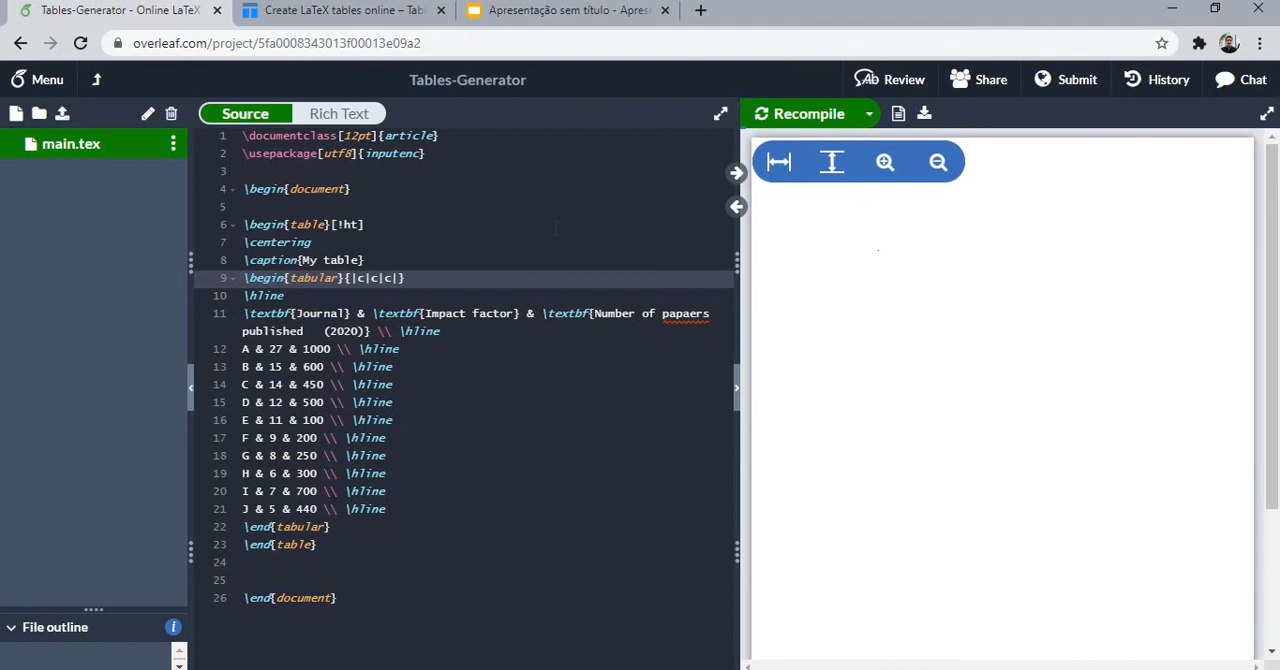 Tables-Generator - Online LaTeX
Create LaTeX tables online – Tabl
Apresentação sem título - Apres
overleaf.com/project/5fa0008343013f00013e09a2
Menu
Tables-Generator
Review
Share
Submit
History
Chat
Source
Rich Text
Recompile
main.tex
1 \documentclass[12pt]{article}
2 \usepackage[utf8]{inputenc}
3
4 \begin{document}
5
6 \begin{table}[!ht]
7 \centering
8 \caption{My table}
9 \begin{tabular}{|c|c|c|}
10 \hline
11 \textbf{Journal} & \textbf{Impact factor} & \textbf{Number of papaers
published   (2020)} \\ \hline
12 A & 27 & 1000 \\ \hline
13 B & 15 & 600 \\ \hline
14 C & 14 & 450 \\ \hline
15 D & 12 & 500 \\ \hline
16 E & 11 & 100 \\ \hline
17 F & 9 & 200 \\ \hline
18 G & 8 & 250 \\ \hline
19 H & 6 & 300 \\ \hline
20 I & 7 & 700 \\ \hline
21 J & 5 & 440 \\ \hline
22 \end{tabular}
23 \end{table}
24
25
26 \end{document}
File outline